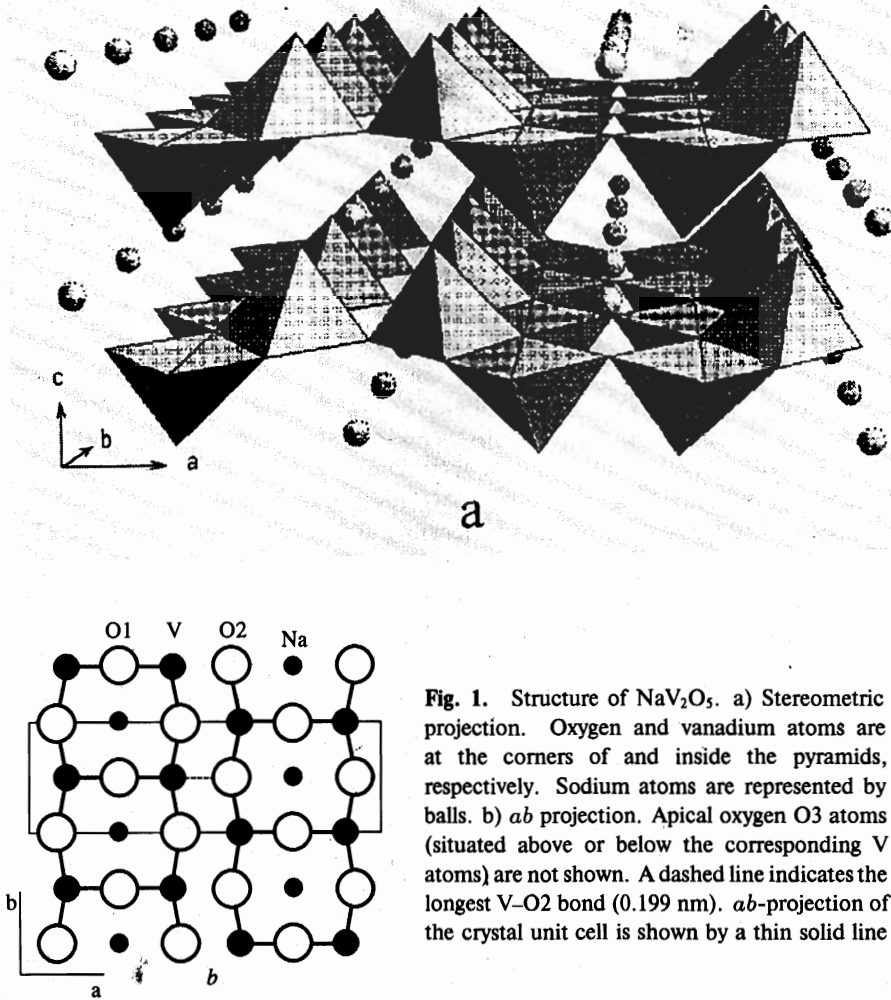 c
b
a
a
O1 V O2 Na
b
a
b
Fig. 1. Structure of NaV₂O₅. a) Stereometric
projection. Oxygen and vanadium atoms are
at the corners of and inside the pyramids,
respectively. Sodium atoms are represented by
balls. b) ab projection. Apical oxygen O3 atoms
(situated above or below the corresponding V
atoms) are not shown. A dashed line indicates the
longest V–O2 bond (0.199 nm). ab-projection of
the crystal unit cell is shown by a thin solid line